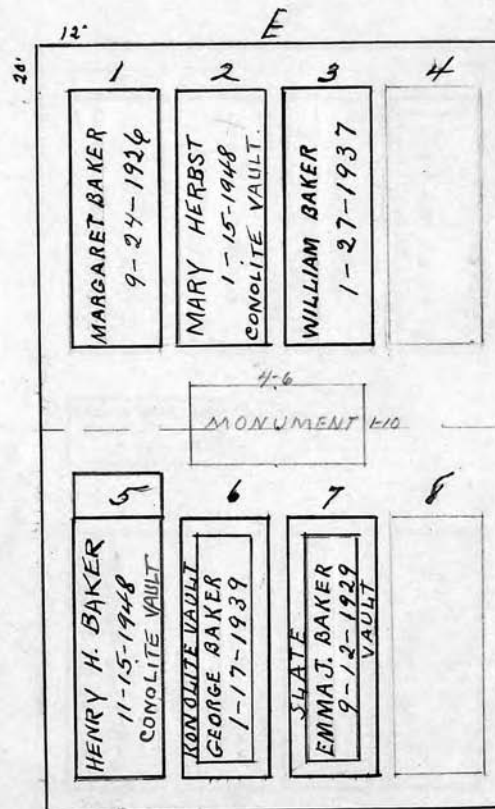 12' E
20'
1 2 3 4
MARGARET BAKER
9-24-1926
MARY HERBST
1-15-1948
CONOLITE VAULT.
WILLIAM BAKER
1-27-1937
4-6
MONUMENT 1-10
5 6 7 8
HENRY H. BAKER
11-15-1948
CONOLITE VAULT
KONOLITE VAULT
GEORGE BAKER
1-17-1939
SLATE
EMMA J. BAKER
9-12-1929
VAULT